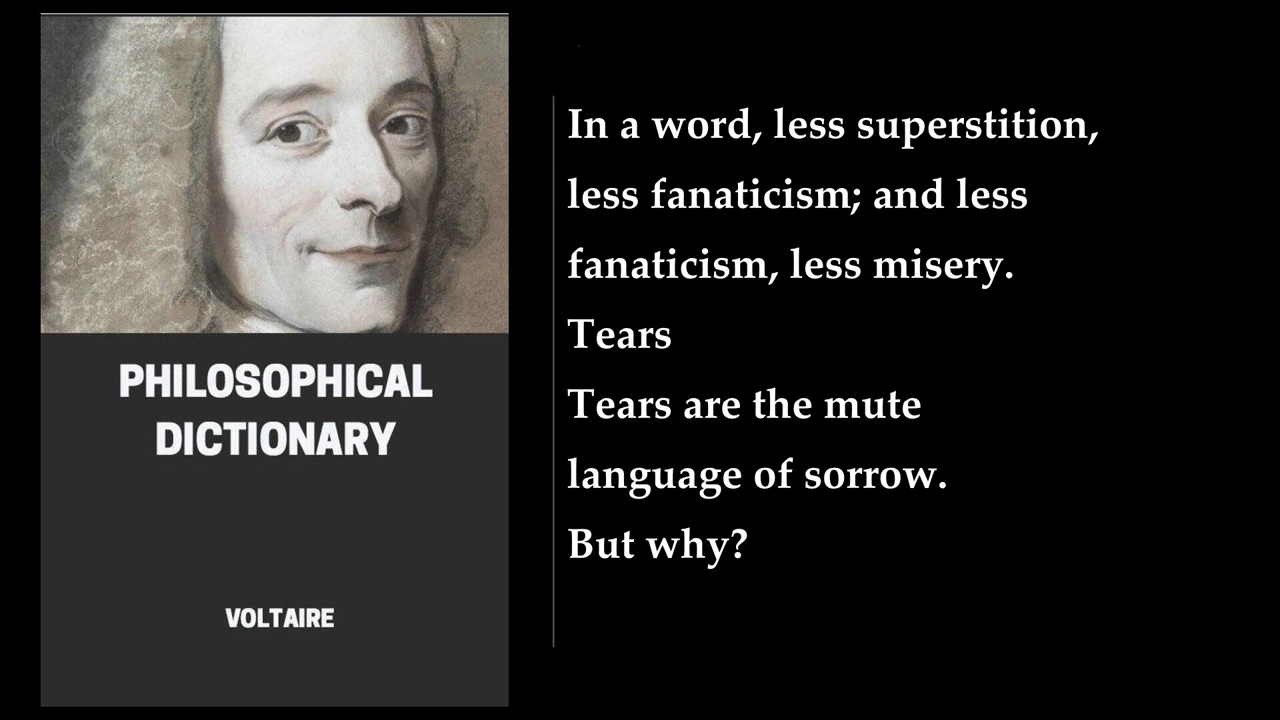 PHILOSOPHICAL
DICTIONARY
VOLTAIRE
In a word, less superstition,
less fanaticism; and less
fanaticism, less misery.
Tears
Tears are the mute
language of sorrow.
But why?